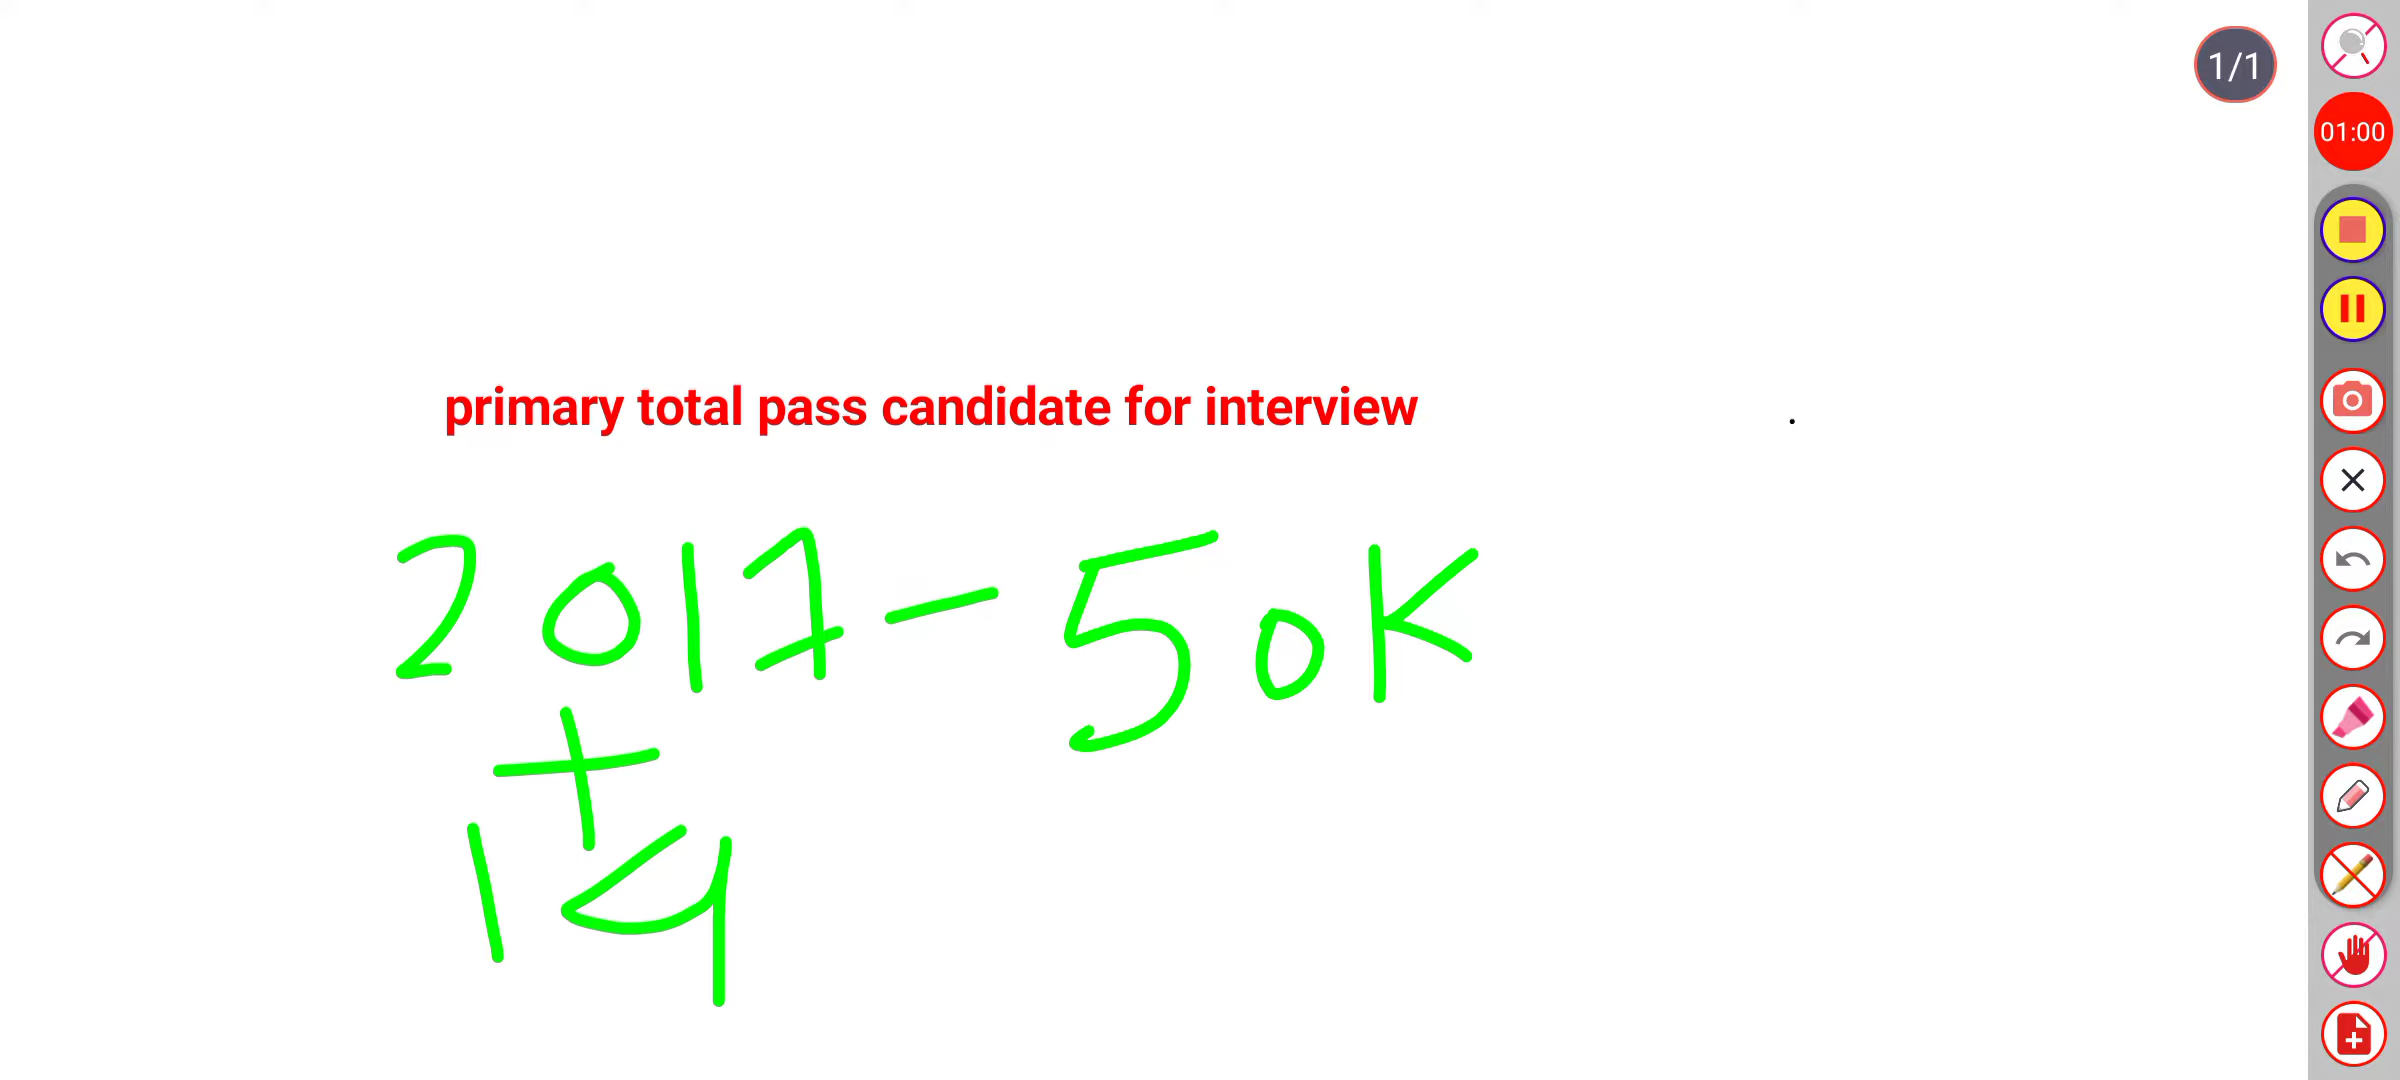 1/1
01:00
primary total pass candidate for interview
.
2017 - 50K
+
14